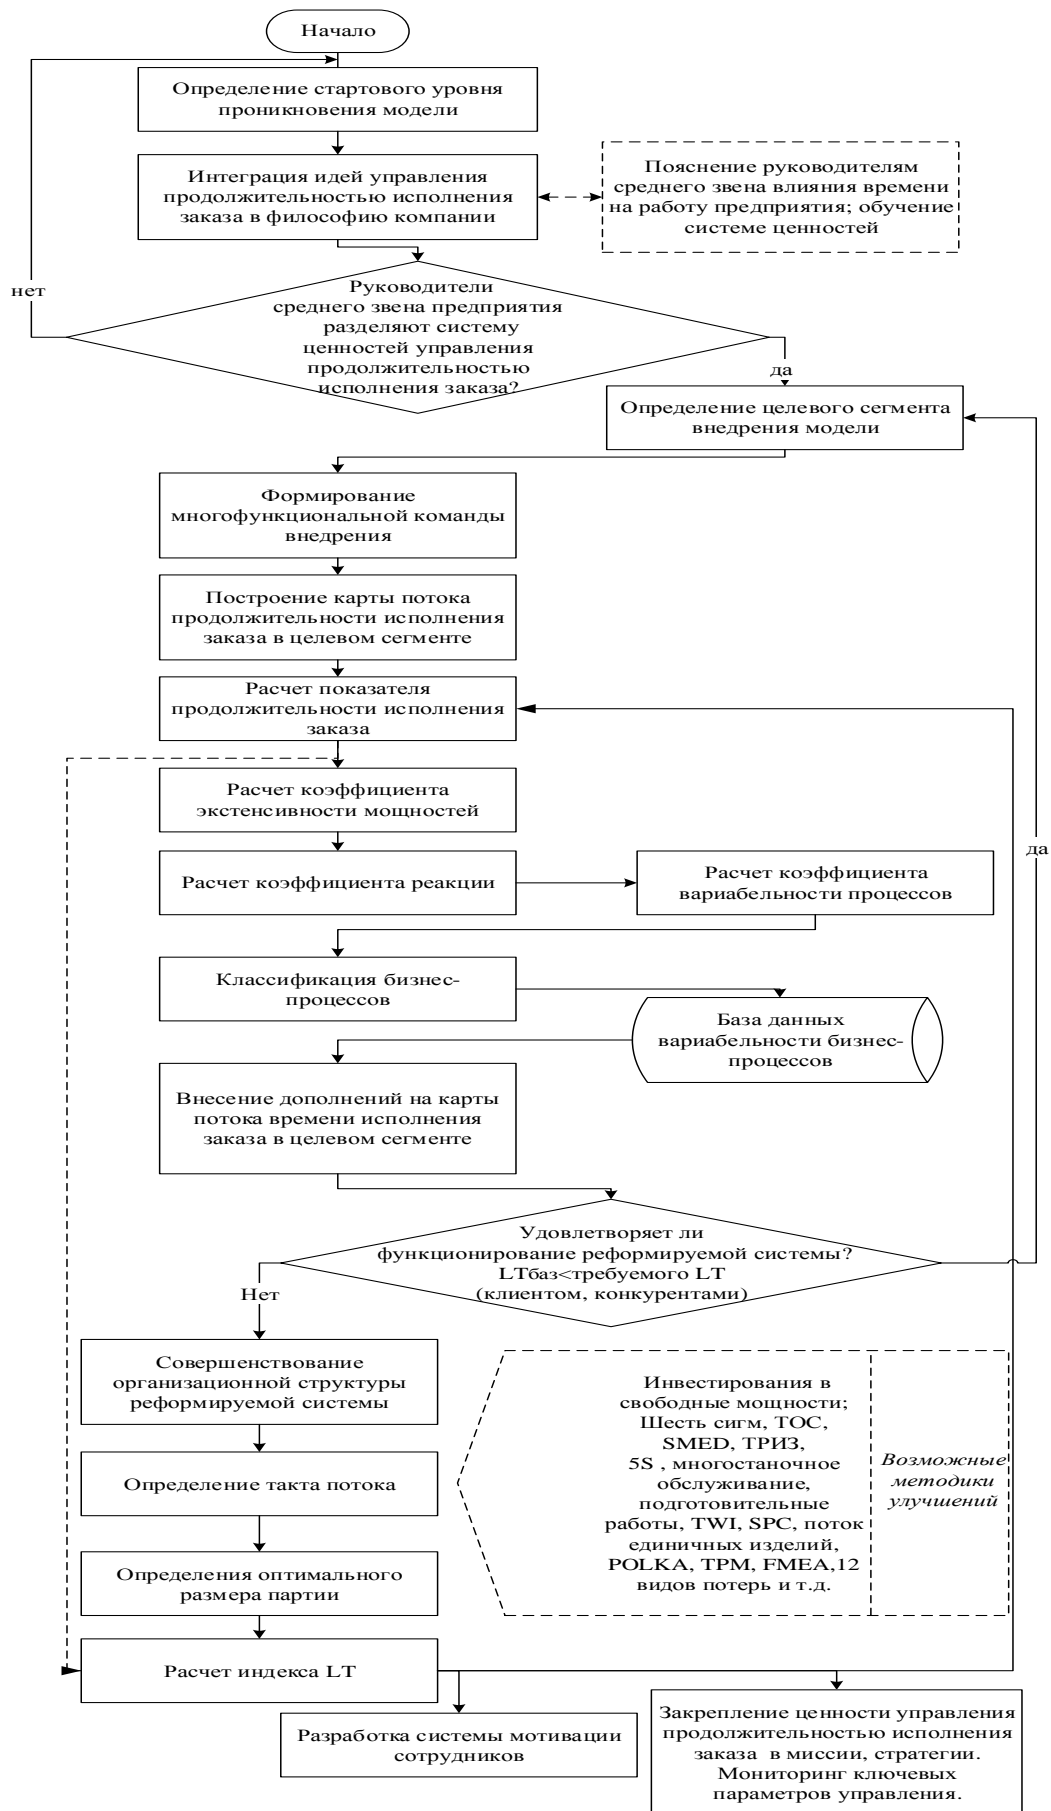 Начало
Определение стартового уровня
проникновения модели
Интеграция идей управления
продолжительностью исполнения
заказа в философию компании
Пояснение руководителям
среднего звена влияния времени
на работу предприятия; обучение
системе ценностей
нет
Руководители
среднего звена предприятия
разделяют систему
ценностей управления
продолжительностью
исполнения заказа?
да
Определение целевого сегмента
внедрения модели
Формирование
многофункциональной команды
внедрения
Построение карты потока
продолжительности исполнения
заказа в целевом сегменте
Расчет показателя
продолжительности исполнения
заказа
Расчет коэффициента
экстенсивности мощностей
да
Расчет коэффициента реакции
Расчет коэффициента
вариабельности процессов
Классификация бизнес-
процессов
База данных
вариабельности бизнес-
процессов
Внесение дополнений на карты
потока времени исполнения
заказа в целевом сегменте
Удовлетворяет ли
функционирование реформируемой системы?
LTбаз<требуемого LT
(клиентом, конкурентами)
Нет
Совершенствование
организационной структуры
реформируемой системы
Инвестирования в
свободные мощности;
Шесть сигм, ТОС,
SMED, ТРИЗ,
5S , многостаночное
обслуживание,
подготовительные
работы, TWI, SPC, поток
единичных изделий,
POLKA, TPM, FMEA,12
видов потерь и т.д.
Возможные
методики
улучшений
Определение такта потока
Определения оптимального
размера партии
Расчет индекса LT
Разработка системы мотивации
сотрудников
Закрепление ценности управления
продолжительностью исполнения
заказа в миссии, стратегии.
Мониторинг ключевых
параметров управления.